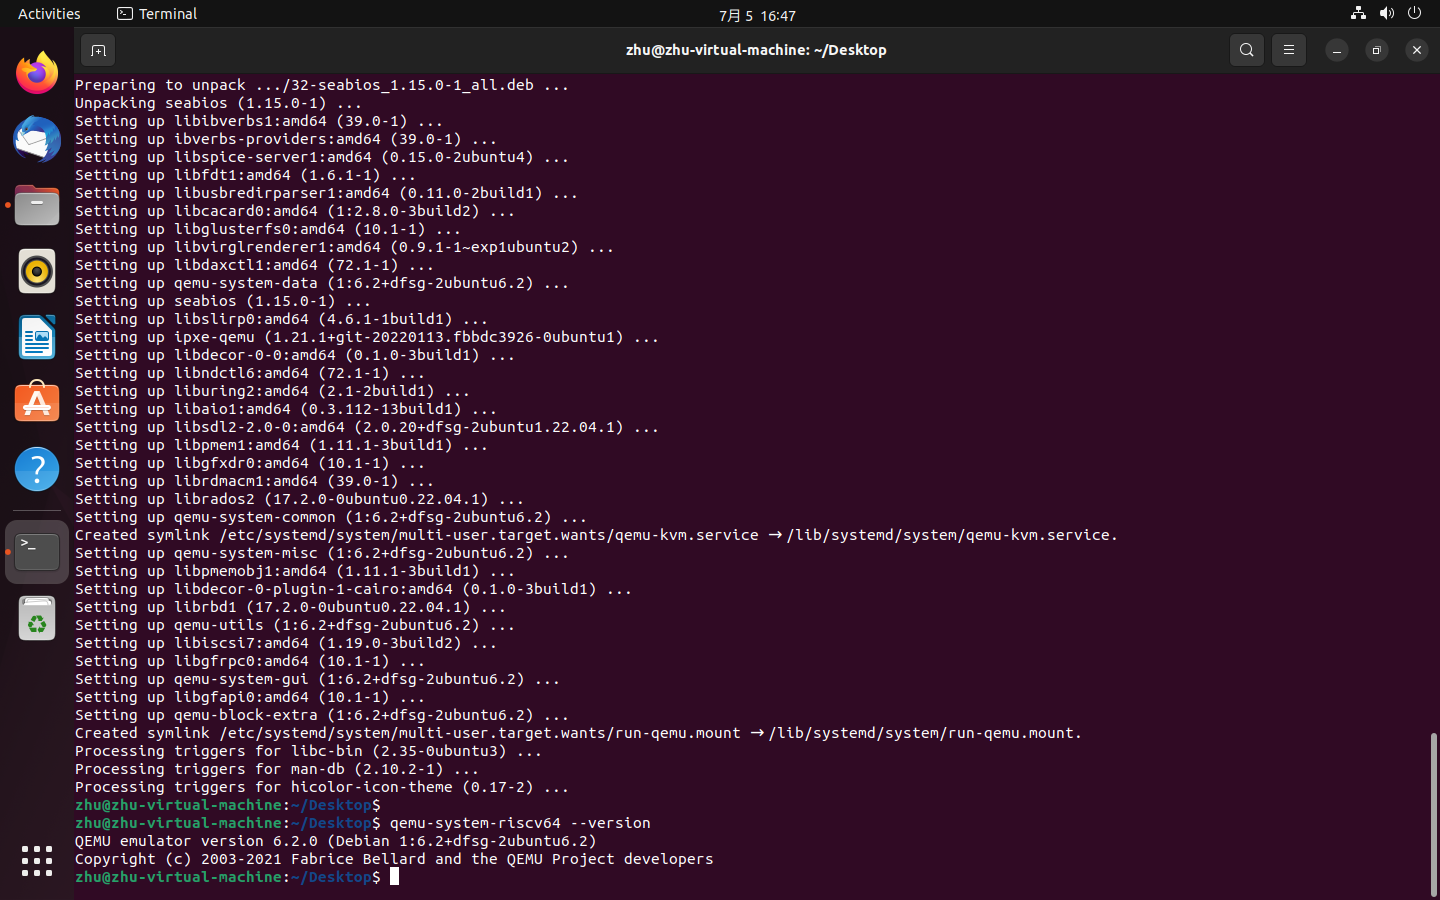 Activities
Terminal
7月 5 16:47
zhu@zhu-virtual-machine: ~/Desktop
Preparing to unpack .../32-seabios_1.15.0-1_all.deb ...
Unpacking seabios (1.15.0-1) ...
Setting up libibverbs1:amd64 (39.0-1) ...
Setting up ibverbs-providers:amd64 (39.0-1) ...
Setting up libspice-server1:amd64 (0.15.0-2ubuntu4) ...
Setting up libfdt1:amd64 (1.6.1-1) ...
Setting up libusbredirparser1:amd64 (0.11.0-2build1) ...
Setting up libcacard0:amd64 (1:2.8.0-3build2) ...
Setting up libglusterfs0:amd64 (10.1-1) ...
Setting up libvirglrenderer1:amd64 (0.9.1-1~exp1ubuntu2) ...
Setting up libdaxctl1:amd64 (72.1-1) ...
Setting up qemu-system-data (1:6.2+dfsg-2ubuntu6.2) ...
Setting up seabios (1.15.0-1) ...
Setting up libslirp0:amd64 (4.6.1-1build1) ...
Setting up ipxe-qemu (1.21.1+git-20220113.fbbdc3926-0ubuntu1) ...
Setting up libdecor-0-0:amd64 (0.1.0-3build1) ...
Setting up libndctl6:amd64 (72.1-1) ...
Setting up liburing2:amd64 (2.1-2build1) ...
Setting up libaio1:amd64 (0.3.112-13build1) ...
Setting up libsdl2-2.0-0:amd64 (2.0.20+dfsg-2ubuntu1.22.04.1) ...
Setting up libpmem1:amd64 (1.11.1-3build1) ...
Setting up libgfxdr0:amd64 (10.1-1) ...
Setting up librdmacm1:amd64 (39.0-1) ...
Setting up librados2 (17.2.0-0ubuntu0.22.04.1) ...
Setting up qemu-system-common (1:6.2+dfsg-2ubuntu6.2) ...
Created symlink /etc/systemd/system/multi-user.target.wants/qemu-kvm.service → /lib/systemd/system/qemu-kvm.service.
Setting up qemu-system-misc (1:6.2+dfsg-2ubuntu6.2) ...
Setting up libpmemobj1:amd64 (1.11.1-3build1) ...
Setting up libdecor-0-plugin-1-cairo:amd64 (0.1.0-3build1) ...
Setting up librbd1 (17.2.0-0ubuntu0.22.04.1) ...
Setting up qemu-utils (1:6.2+dfsg-2ubuntu6.2) ...
Setting up libiscsi7:amd64 (1.19.0-3build2) ...
Setting up libgfrpc0:amd64 (10.1-1) ...
Setting up qemu-system-gui (1:6.2+dfsg-2ubuntu6.2) ...
Setting up libgfapi0:amd64 (10.1-1) ...
Setting up qemu-block-extra (1:6.2+dfsg-2ubuntu6.2) ...
Created symlink /etc/systemd/system/multi-user.target.wants/run-qemu.mount → /lib/systemd/system/run-qemu.mount.
Processing triggers for libc-bin (2.35-0ubuntu3) ...
Processing triggers for man-db (2.10.2-1) ...
Processing triggers for hicolor-icon-theme (0.17-2) ...
zhu@zhu-virtual-machine:~/Desktop$
zhu@zhu-virtual-machine:~/Desktop$ qemu-system-riscv64 --version
QEMU emulator version 6.2.0 (Debian 1:6.2+dfsg-2ubuntu6.2)
Copyright (c) 2003-2021 Fabrice Bellard and the QEMU Project developers
zhu@zhu-virtual-machine:~/Desktop$